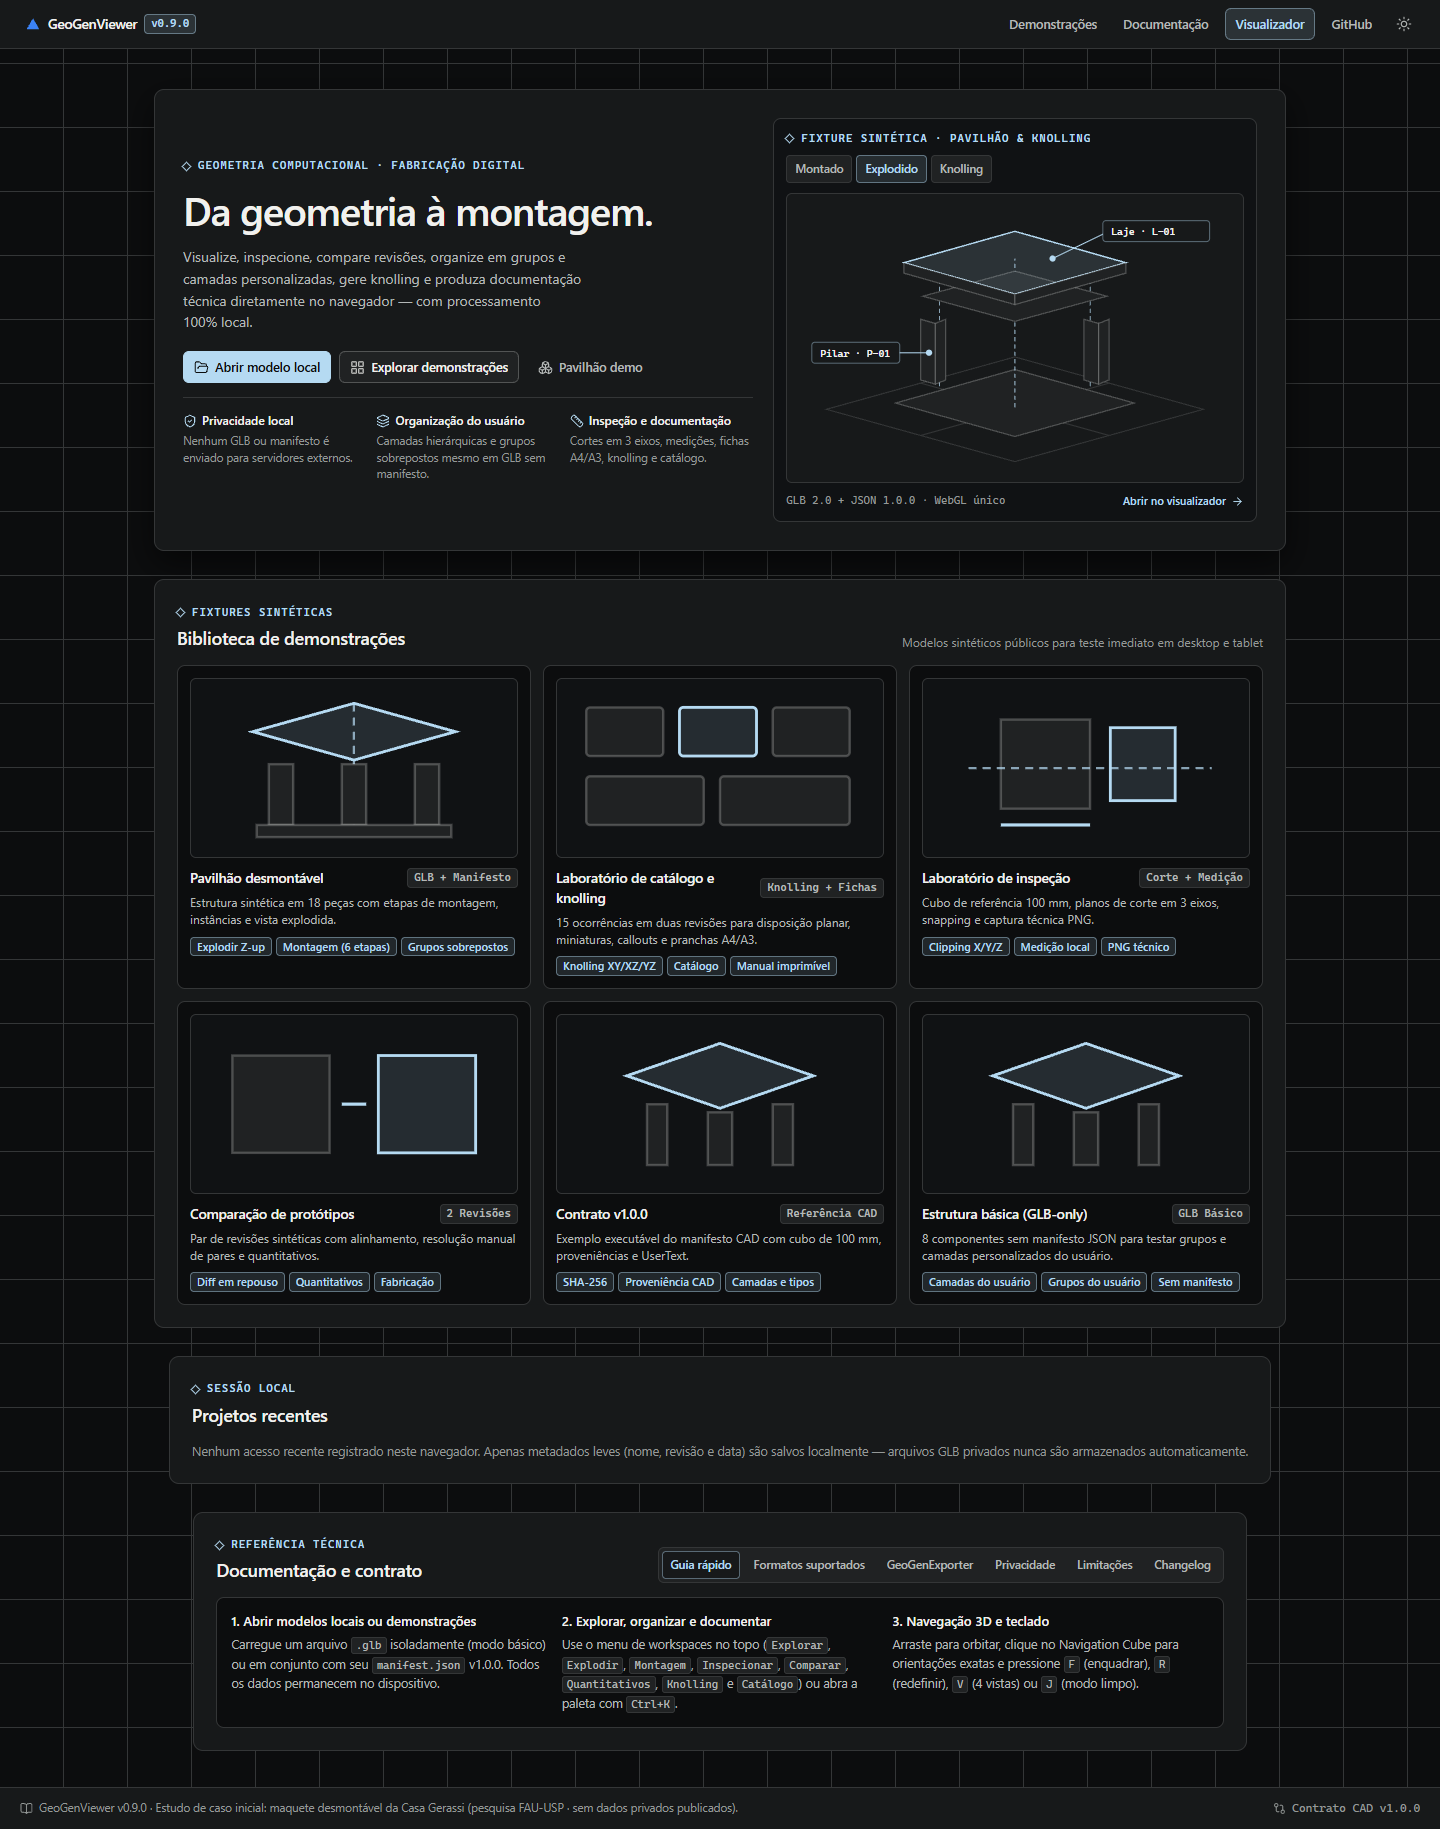 GeoGenViewer v0.9.0
Demonstrações Documentação Visualizador GitHub
GEOMETRIA COMPUTACIONAL · FABRICAÇÃO DIGITAL
Da geometria à montagem.
Visualize, inspecione, compare revisões, organize em grupos e
camadas personalizadas, gere knolling e produza documentação
técnica diretamente no navegador — com processamento
100% local.
Abrir modelo local Explorar demonstrações Pavilhão demo
Privacidade local
Nenhum GLB ou manifesto é
enviado para servidores externos.
Organização do usuário
Camadas hierárquicas e grupos
sobrepostos mesmo em GLB sem
manifesto.
Inspeção e documentação
Cortes em 3 eixos, medições, fichas
A4/A3, knolling e catálogo.
FIXTURE SINTÉTICA · PAVILHÃO & KNOLLING
Montado Explodido Knolling
Laje · L-01
Pilar · P-01
GLB 2.0 + JSON 1.0.0 · WebGL único
Abrir no visualizador →
FIXTURES SINTÉTICAS
Biblioteca de demonstrações
Modelos sintéticos públicos para teste imediato em desktop e tablet
Pavilhão desmontável
GLB + Manifesto
Estrutura sintética em 18 peças com etapas de montagem,
instâncias e vista explodida.
Explodir Z-up Montagem (6 etapas) Grupos sobrepostos
Laboratório de catálogo e
knolling
Knolling + Fichas
15 ocorrências em duas revisões para disposição planar,
miniaturas, callouts e pranchas A4/A3.
Knolling XY/XZ/YZ Catálogo Manual imprimível
Laboratório de inspeção
Corte + Medição
Cubo de referência 100 mm, planos de corte em 3 eixos,
snapping e captura técnica PNG.
Clipping X/Y/Z Medição local PNG técnico
Comparação de protótipos
2 Revisões
Par de revisões sintéticas com alinhamento, resolução manual
de pares e quantitativos.
Diff em repouso Quantitativos Fabricação
Contrato v1.0.0
Referência CAD
Exemplo executável do manifesto CAD com cubo de 100 mm,
proveniências e UserText.
SHA-256 Proveniência CAD Camadas e tipos
Estrutura básica (GLB-only)
GLB Básico
8 componentes sem manifesto JSON para testar grupos e
camadas personalizados do usuário.
Camadas do usuário Grupos do usuário Sem manifesto
SESSÃO LOCAL
Projetos recentes
Nenhum acesso recente registrado neste navegador. Apenas metadados leves (nome, revisão e data) são salvos localmente — arquivos GLB privados nunca são armazenados automaticamente.
REFERÊNCIA TÉCNICA
Documentação e contrato
Guia rápido Formatos suportados GeoGenExporter Privacidade Limitações Changelog
1. Abrir modelos locais ou demonstrações
Carregue um arquivo .glb isoladamente (modo básico)
ou em conjunto com seu manifest.json v1.0.0. Todos
os dados permanecem no dispositivo.
2. Explorar, organizar e documentar
Use o menu de workspaces no topo (Explorar,
Explodir, Montagem, Inspecionar, Comparar,
Quantitativos, Knolling e Catálogo) ou abra a
paleta com Ctrl+K.
3. Navegação 3D e teclado
Arraste para orbitar, clique no Navigation Cube para
orientações exatas e pressione F (enquadrar), R
(redefinir), V (4 vistas) ou J (modo limpo).
GeoGenViewer v0.9.0 · Estudo de caso inicial: maquete desmontável da Casa Gerassi (pesquisa FAU-USP · sem dados privados publicados).
Contrato CAD v1.0.0